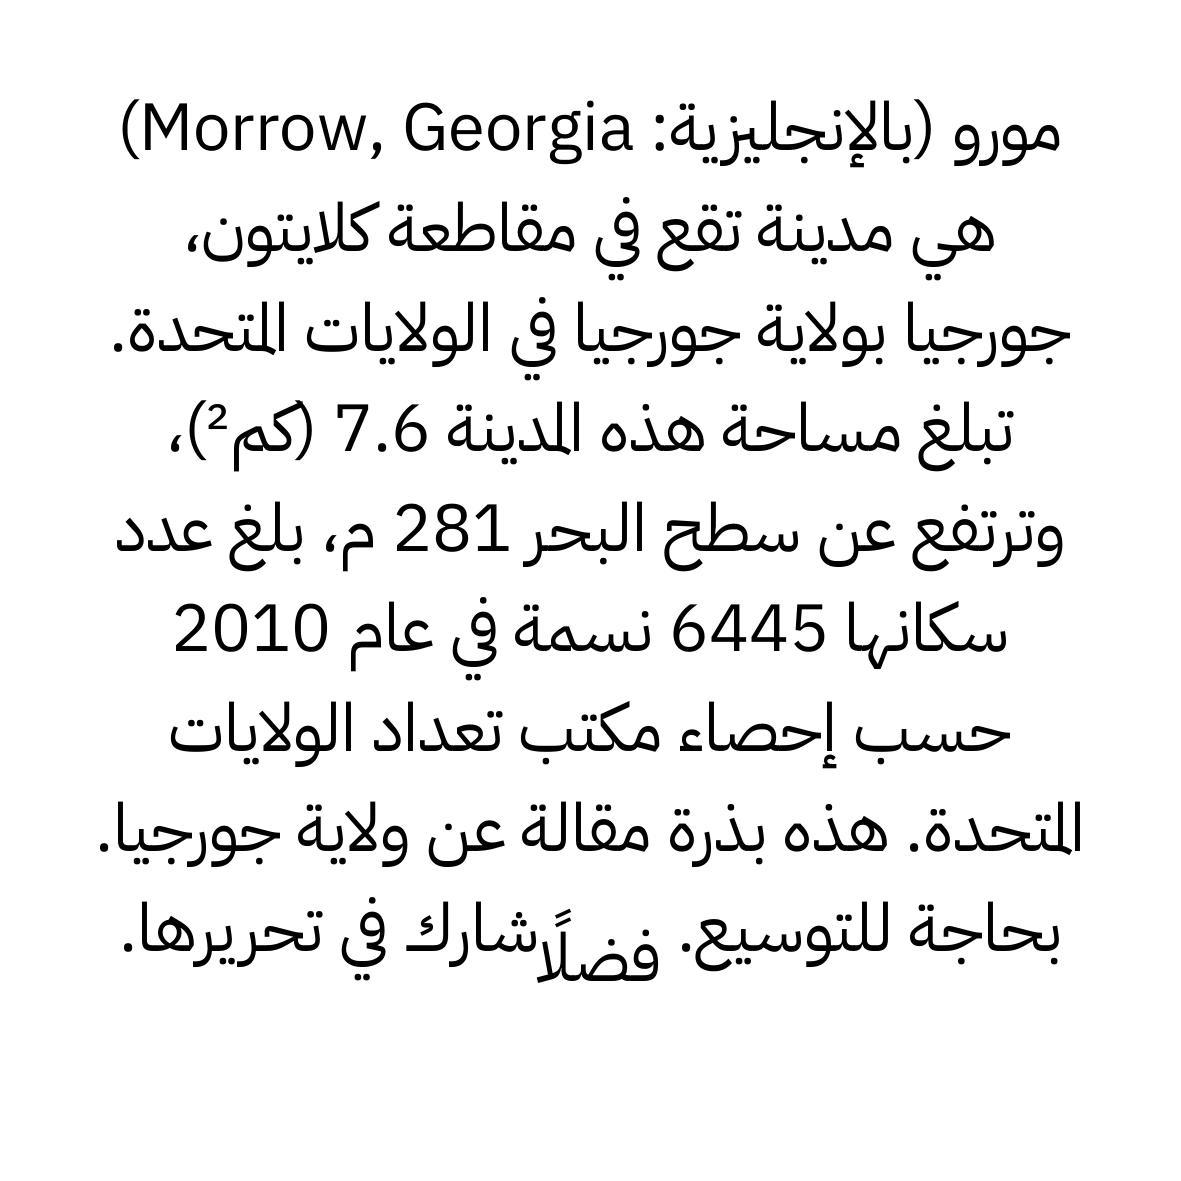 مورو (بالإنجليزية: Morrow, Georgia)
هي مدينة تقع في مقاطعة كلايتون،
جورجيا بولاية جورجيا في الولايات المتحدة.
تبلغ مساحة هذه المدينة 7.6 (كم²)،
وترتفع عن سطح البحر 281 م، بلغ عدد
سكانها 6445 نسمة في عام 2010
حسب إحصاء مكتب تعداد الولايات
المتحدة. هذه بذرة مقالة عن ولاية جورجيا.
بحاجة للتوسيع. فضلًا شارك في تحريرها.